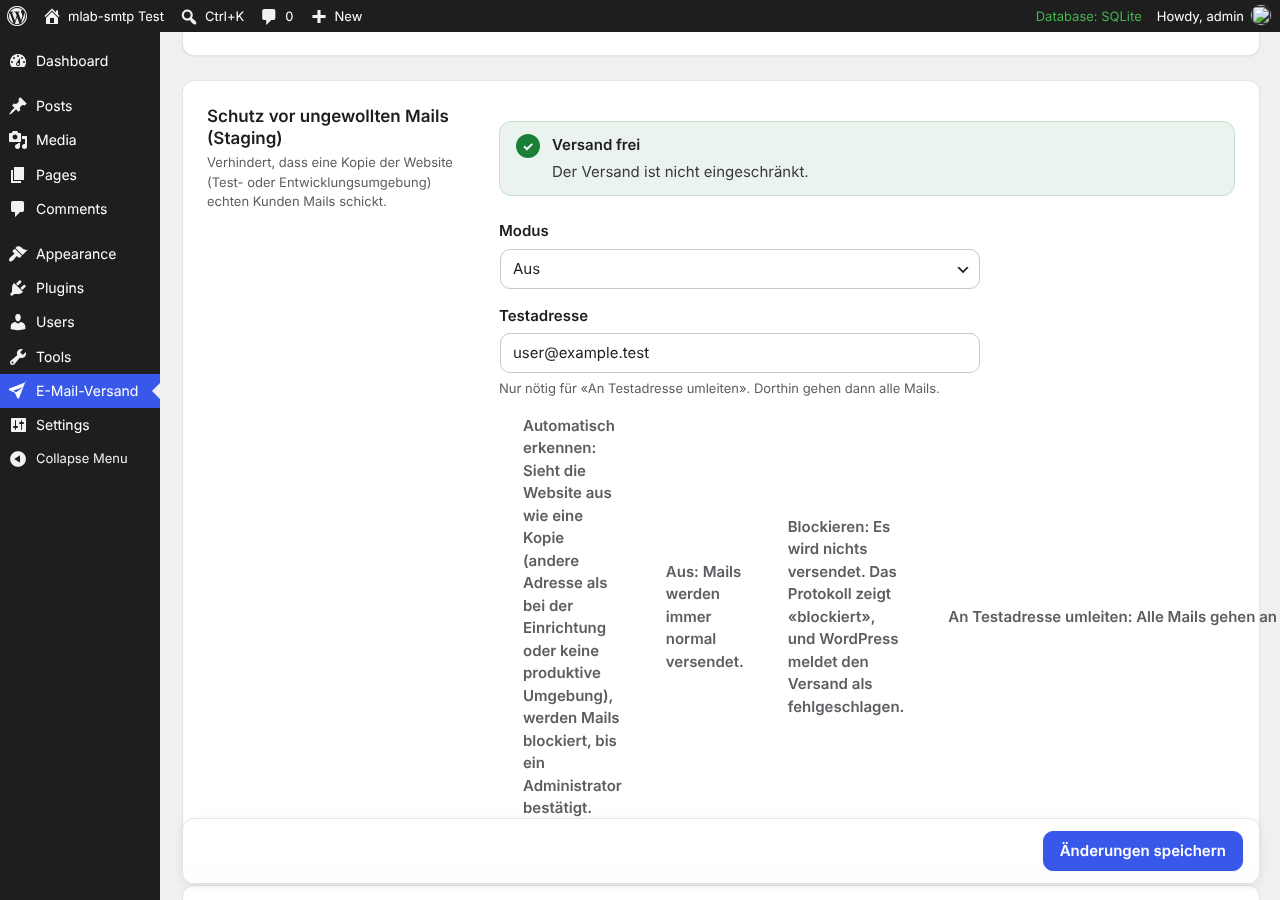 mlab-smtp Test
Ctrl+K
0
New
Database: SQLite
Howdy, admin
Dashboard
Posts
Media
Pages
Comments
Appearance
Plugins
Users
Tools
E-Mail-Versand
Settings
Collapse Menu
Schutz vor ungewollten Mails
(Staging)
Verhindert, dass eine Kopie der Website
(Test- oder Entwicklungsumgebung)
echten Kunden Mails schickt.
Versand frei
Der Versand ist nicht eingeschränkt.
Modus
Aus
Testadresse
user@example.test
Nur nötig für «An Testadresse umleiten». Dorthin gehen dann alle Mails.
Automatisch
erkennen:
Sieht die
Website aus
wie eine
Kopie
(andere
Adresse als
bei der
Einrichtung
oder keine
produktive
Umgebung),
werden Mails
blockiert, bis
ein
Administrator
bestätigt.
Aus: Mails
werden
immer
normal
versendet.
Blockieren: Es
wird nichts
versendet. Das
Protokoll zeigt
«blockiert»,
und WordPress
meldet den
Versand als
fehlgeschlagen.
An Testadresse umleiten: Alle Mails gehen an
Änderungen speichern